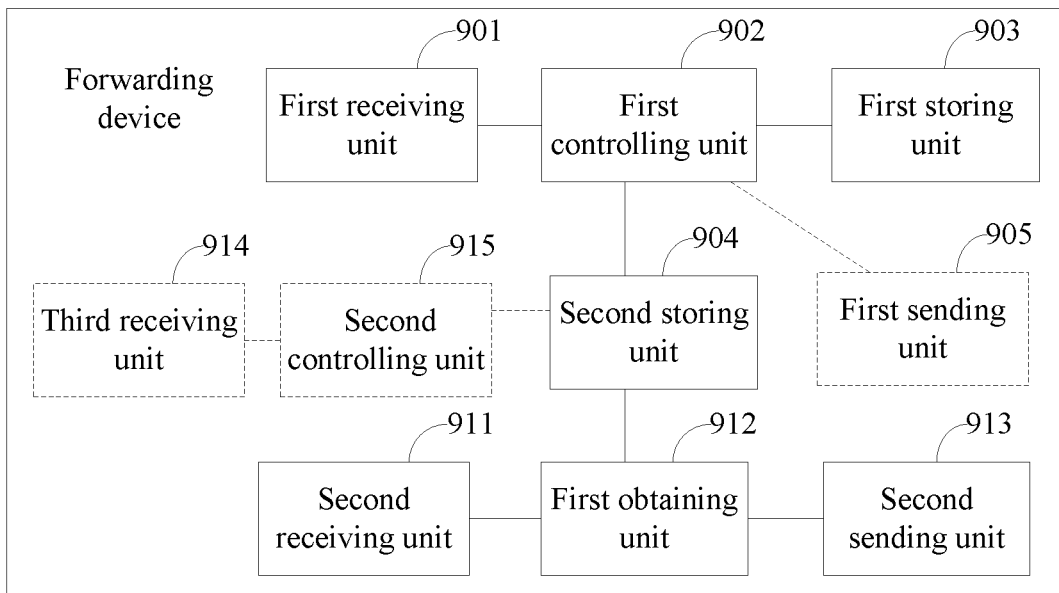 901
902
903
Forwarding
device
First receiving
unit
First
controlling unit
First storing
unit
914
915
904
905
Third receiving
unit
Second
controlling unit
Second storing
unit
First sending
unit
911
912
913
Second
receiving unit
First obtaining
unit
Second
sending unit